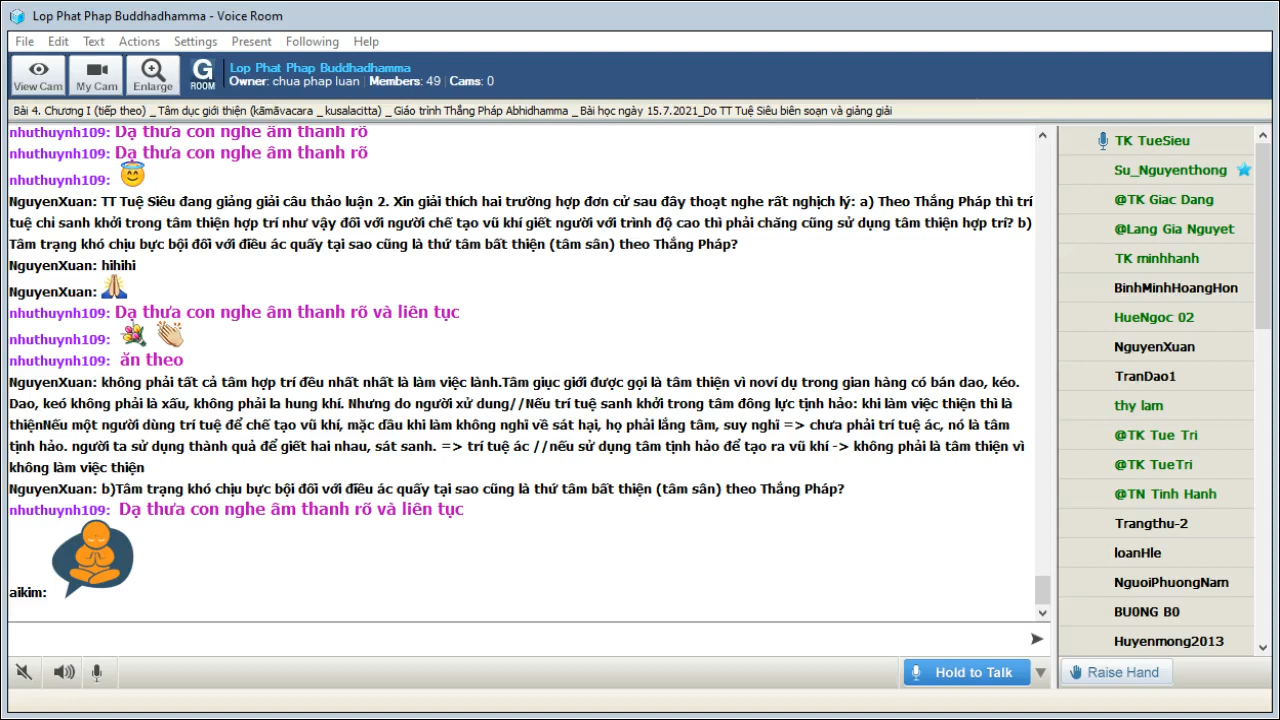 Lop Phat Phap Buddhadhamma - Voice Room
File Edit Text Actions Settings Present Following Help
View Cam
My Cam
Enlarge
G
ROOM
Lop Phat Phap Buddhadhamma
Owner: chua phap luan | Members: 49 | Cams: 0
Bài 4. Chương I (tiếp theo) _ Tâm dục giới thiện (kāmāvacara _ kusalacitta) _ Giáo trình Thắng Pháp Abhidhamma _ Bài học ngày 15.7.2021_Do TT Tuệ Siêu biên soạn và giảng giải
nhuthuynh109: Dạ thưa con nghe âm thanh rõ
nhuthuynh109: Dạ thưa con nghe âm thanh rõ
nhuthuynh109:
NguyenXuan: TT Tuệ Siêu đang giảng giải câu thảo luận 2. Xin giải thích hai trường hợp đơn cử sau đây thoạt nghe rất nghịch lý: a) Theo Thắng Pháp thì trí
tuệ chỉ sanh khởi trong tâm thiện hợp trí như vậy đối với người chế tạo vũ khí giết người với trình độ cao thì phải chăng cũng sử dụng tâm thiện hợp trí? b)
Tâm trạng khó chịu bực bội đối với điều ác quấy tại sao cũng là thứ tâm bất thiện (tâm sân) theo Thắng Pháp?
NguyenXuan: hihihi
NguyenXuan:
nhuthuynh109: Dạ thưa con nghe âm thanh rõ và liên tục
nhuthuynh109:
nhuthuynh109: ăn theo
NguyenXuan: không phải tất cả tâm hợp trí đều nhất nhất là làm việc lành.Tâm giục giới được gọi là tâm thiện vì noví dụ trong gian hàng có bán dao, kéo.
Dao, keó không phải là xấu, không phải la hung khí. Nhưng do người xử dung//Nếu trí tuệ sanh khởi trong tâm đông lực tịnh hảo: khi làm việc thiện thì là
thiệnNếu một người dùng trí tuệ để chế tạo vũ khí, mặc dầu khi làm không nghĩ về sát hại, họ phải lắng tâm, suy nghĩ => chưa phải trí tuệ ác, nó là tâm
tịnh hảo. người ta sử dụng thành quả để giết hai nhau, sát sanh. => trí tuệ ác //nếu sử dụng tâm tịnh hảo để tạo ra vũ khí -> không phải là tâm thiện vì
không làm việc thiện
NguyenXuan: b)Tâm trạng khó chịu bực bội đối với điều ác quấy tại sao cũng là thứ tâm bất thiện (tâm sân) theo Thắng Pháp?
nhuthuynh109: Dạ thưa con nghe âm thanh rõ và liên tục
aikim:
TK TueSieu
Su_Nguyenthong
@TK Giac Dang
@Lang Gia Nguyet
TK minhhanh
BinhMinhHoangHon
HueNgoc 02
NguyenXuan
TranDao1
thy lam
@TK Tue Tri
@TK TueTri
@TN Tinh Hanh
Trangthu-2
loanHle
NguoiPhuongNam
BU0NG B0
Huyenmong2013
Hold to Talk
Raise Hand